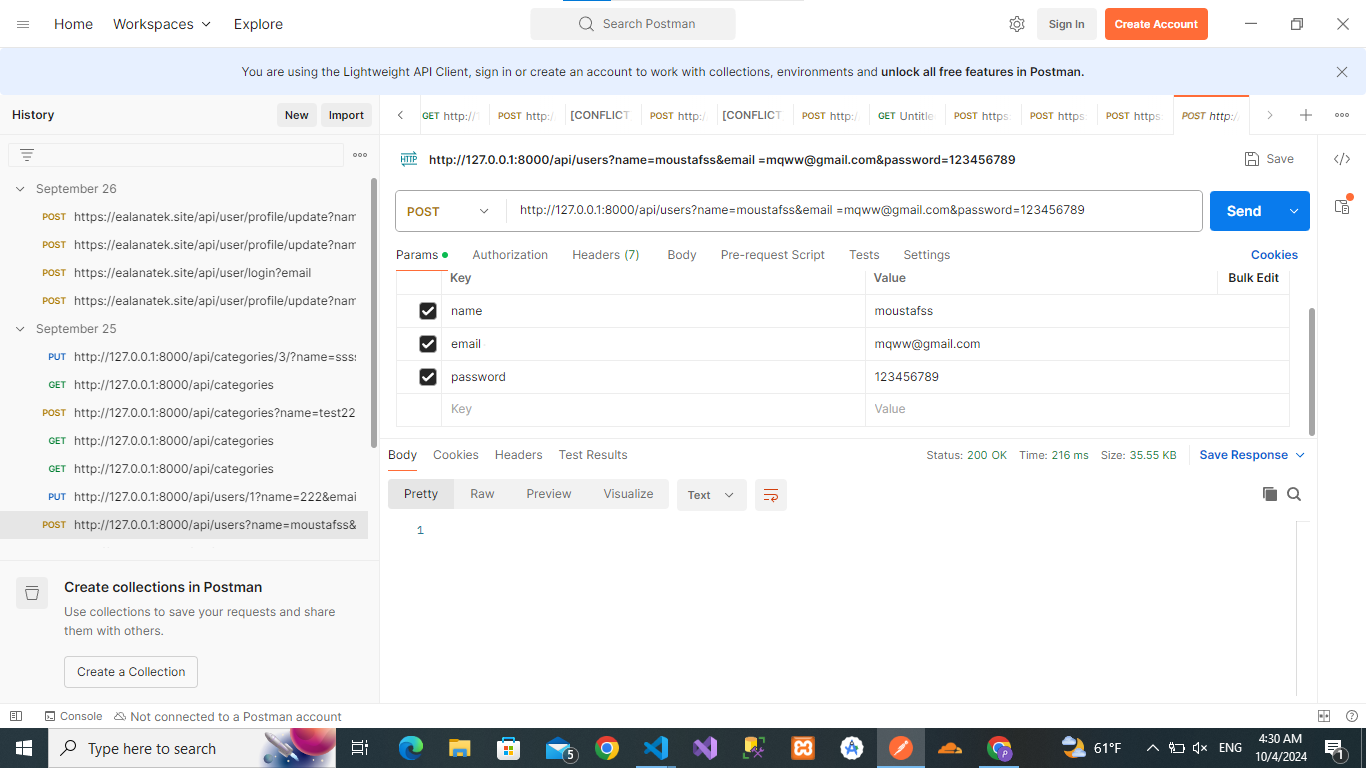 Home Workspaces Explore Search Postman Sign In Create Account
You are using the Lightweight API Client, sign in or create an account to work with collections, environments and unlock all free features in Postman.
History New Import
GET http://1 POST http:/ [CONFLICT POST http:/ [CONFLICT POST http:/ GET Untitle POST https: POST https: POST https: POST http:/
HTTP http://127.0.0.1:8000/api/users?name=moustafss&email =mqww@gmail.com&password=123456789 Save
September 26
POST https://ealanatek.site/api/user/profile/update?nam
POST https://ealanatek.site/api/user/profile/update?nam
POST https://ealanatek.site/api/user/login?email
POST https://ealanatek.site/api/user/profile/update?nam
September 25
PUT http://127.0.0.1:8000/api/categories/3/?name=ssss
GET http://127.0.0.1:8000/api/categories
POST http://127.0.0.1:8000/api/categories?name=test22
GET http://127.0.0.1:8000/api/categories
GET http://127.0.0.1:8000/api/categories
PUT http://127.0.0.1:8000/api/users/1?name=222&emai
POST http://127.0.0.1:8000/api/users?name=moustafss&
Create collections in Postman
Use collections to save your requests and share
them with others.
Create a Collection
POST http://127.0.0.1:8000/api/users?name=moustafss&email =mqww@gmail.com&password=123456789 Send
Params Authorization Headers (7) Body Pre-request Script Tests Settings Cookies
Key Value Bulk Edit
name moustafss
email mqww@gmail.com
password 123456789
Key Value
Body Cookies Headers Test Results Status: 200 OK Time: 216 ms Size: 35.55 KB Save Response
Pretty Raw Preview Visualize Text
1
Console Not connected to a Postman account
Type here to search 5 61°F ENG 4:30 AM
10/4/2024 1